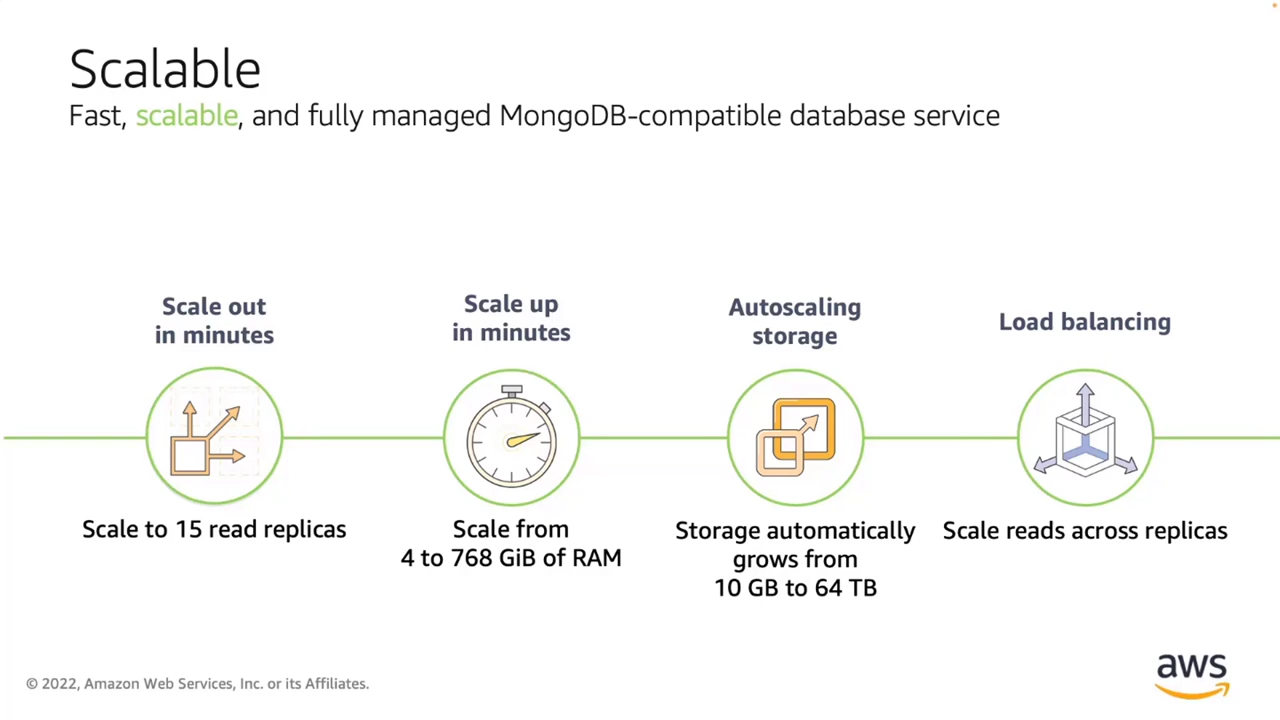 Scalable
Fast, scalable, and fully managed MongoDB-compatible database service
Scale out
in minutes
Scale to 15 read replicas
Scale up
in minutes
Scale from
4 to 768 GiB of RAM
Autoscaling
storage
Storage automatically
grows from
10 GB to 64 TB
Load balancing
Scale reads across replicas
© 2022, Amazon Web Services, Inc. or its Affiliates.
aws